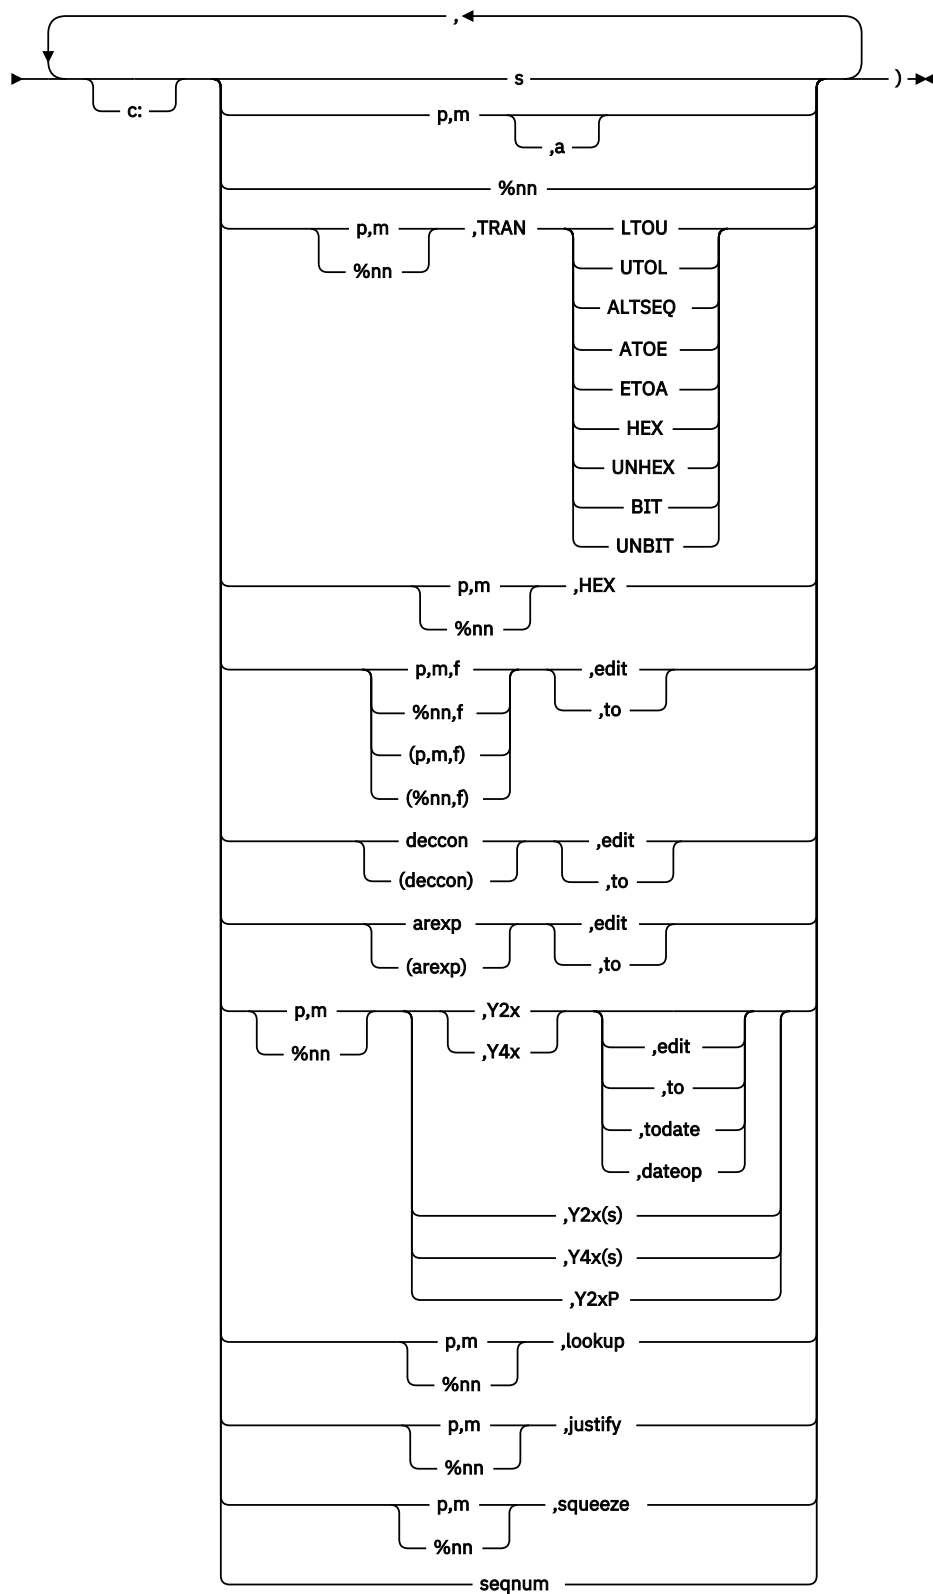 ,
s )
c:
p,m
,a
%nn
p,m ,TRAN LTOU
%nn UTOL
ALTSEQ
ATOE
ETOA
HEX
UNHEX
BIT
UNBIT
p,m ,HEX
%nn
p,m,f ,edit
%nn,f ,to
(p,m,f)
(%nn,f)
deccon ,edit
(deccon) ,to
arexp ,edit
(arexp) ,to
p,m ,Y2x
%nn ,Y4x ,edit
,to
,todate
,dateop
,Y2x(s)
,Y4x(s)
,Y2xP
p,m ,lookup
%nn
p,m ,justify
%nn
p,m ,squeeze
%nn
seqnum